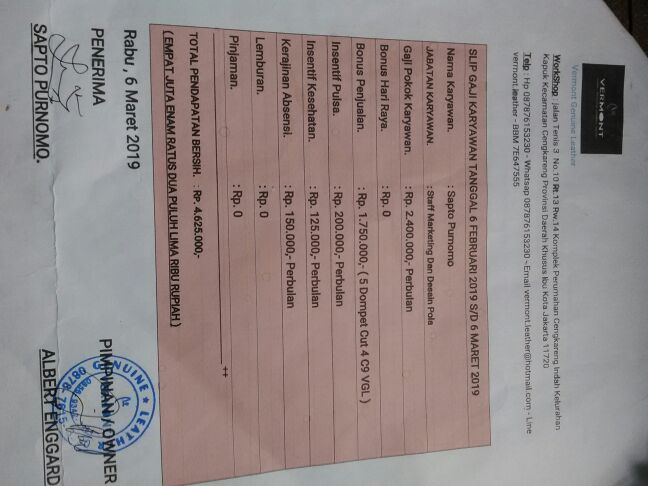 VERMONT
Vermont Genuine Leather
WorkShop : jalan Tenis 3 No.10 Rt.13 Rw.14 Komplek Perumahan Cengkareng Indah Kelurahan
Kapuk Kecamatan Cengkareng Provinsi Daerah Khusus Ibu Kota Jakarta 11720
Telp : Hp 087876153230 - Whatsap 087876153230 - Email vermont.leather@hotmail.com - Line
vermont.leather - BBM 7E647555
SLIP GAJI KARYAWAN TANGGAL 6 FEBRUARI 2019 S/D 6 MARET 2019
Nama Karyawan. : Sapto Purnomo
JABATAN KARYAWAN. : Staff Marketing Dan Desain Pola
Gaji Pokok Karyawan. : Rp. 2.400.000,- Perbulan
Bonus Hari Raya. : Rp. 0
Bonus Penjualan. : Rp. 1.750.000,- ( 5 Dompet Cut 4 C9 VGL )
Insentif Pulsa. : Rp. 200.000,- Perbulan
Insentif Kesehatan. : Rp. 125.000,- Perbulan
Kerajinan Absensi. : Rp. 150.000,- Perbulan
Lemburan. : Rp. 0
Pinjaman. : Rp. 0
++
TOTAL PENDAPATAN BERSIH. : Rp. 4.625.000,-
( EMPAT JUTA ENAM RATUS DUA PULUH LIMA RIBU RUPIAH )
Rabu , 6 Maret 2019
PENERIMA PIMPINAN / OWNER
GENUINE ★ LEATHER
SAPTO PURNOMO. ALBERT ENGGARD